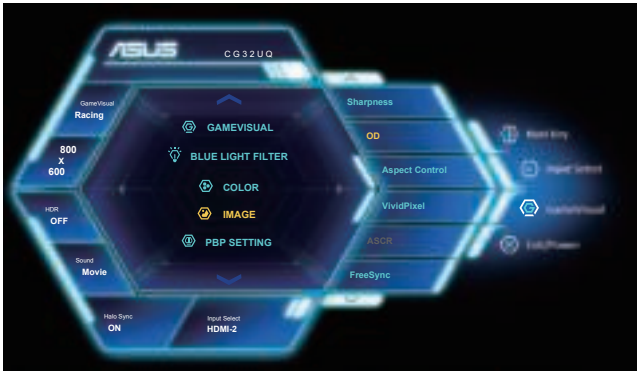 ASUS
CG32UQ
GameVisual
Racing
800
X
600
HDR
OFF
Sound
Movie
Halo Sync
ON
Input Select
HDMI-2
GAMEVISUAL
BLUE LIGHT FILTER
COLOR
IMAGE
PBP SETTING
Sharpness
OD
Aspect Control
VividPixel
ASCR
FreeSync
Input Select
GameVisual
Exit/Power